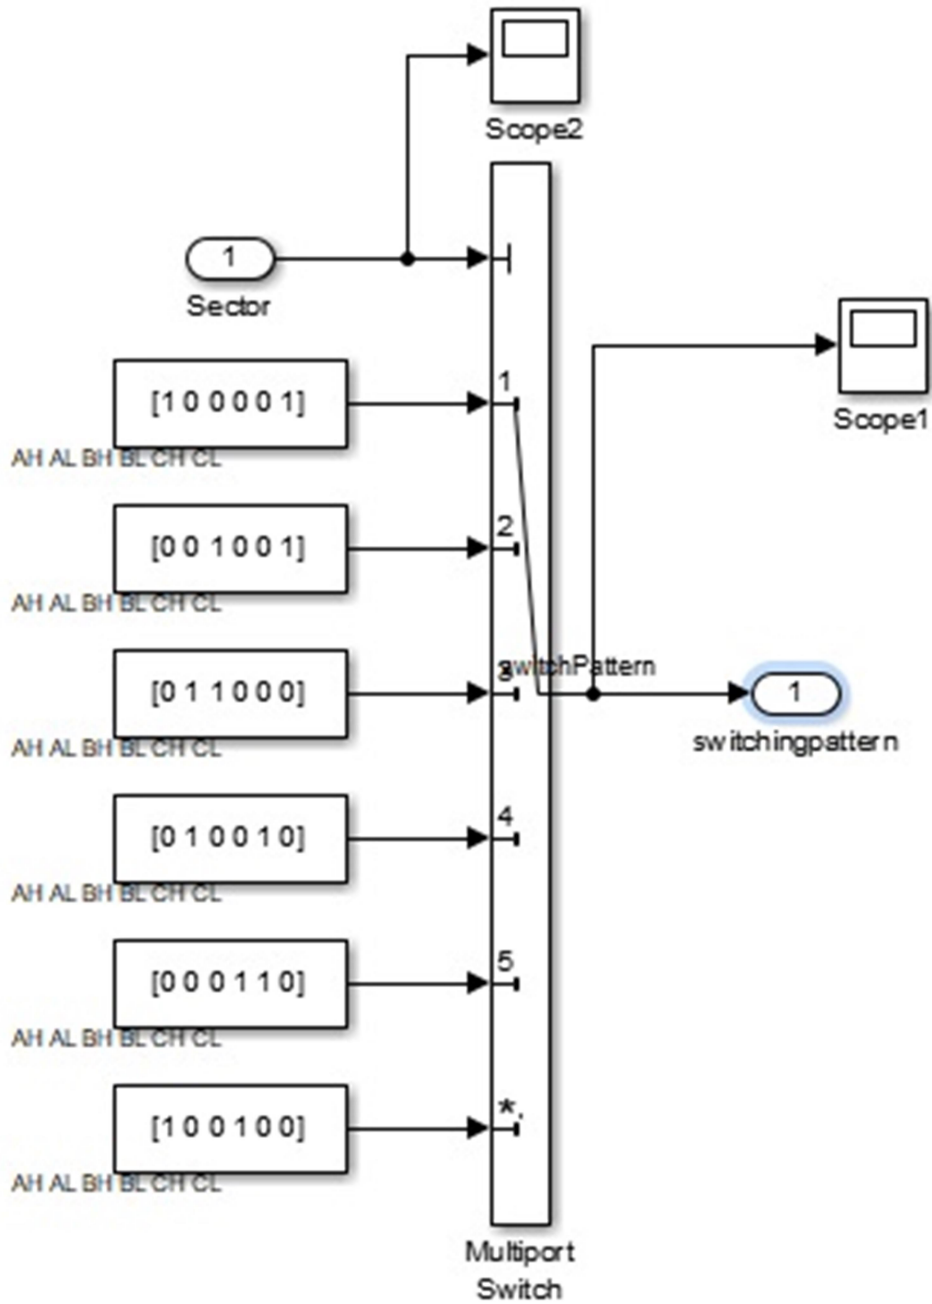 Scope2
1
Sector
Scope1
[1 0 0 0 0 1]
1
AH AL BH BL CH CL
[0 0 1 0 0 1]
2
AH AL BH BL CH CL
[0 1 1 0 0 0]
3
switchPattern
1
switchingpattern
AH AL BH BL CH CL
[0 1 0 0 1 0]
4
AH AL BH BL CH CL
[0 0 0 1 1 0]
5
AH AL BH BL CH CL
[1 0 0 1 0 0]
*,
AH AL BH BL CH CL
Multiport
Switch